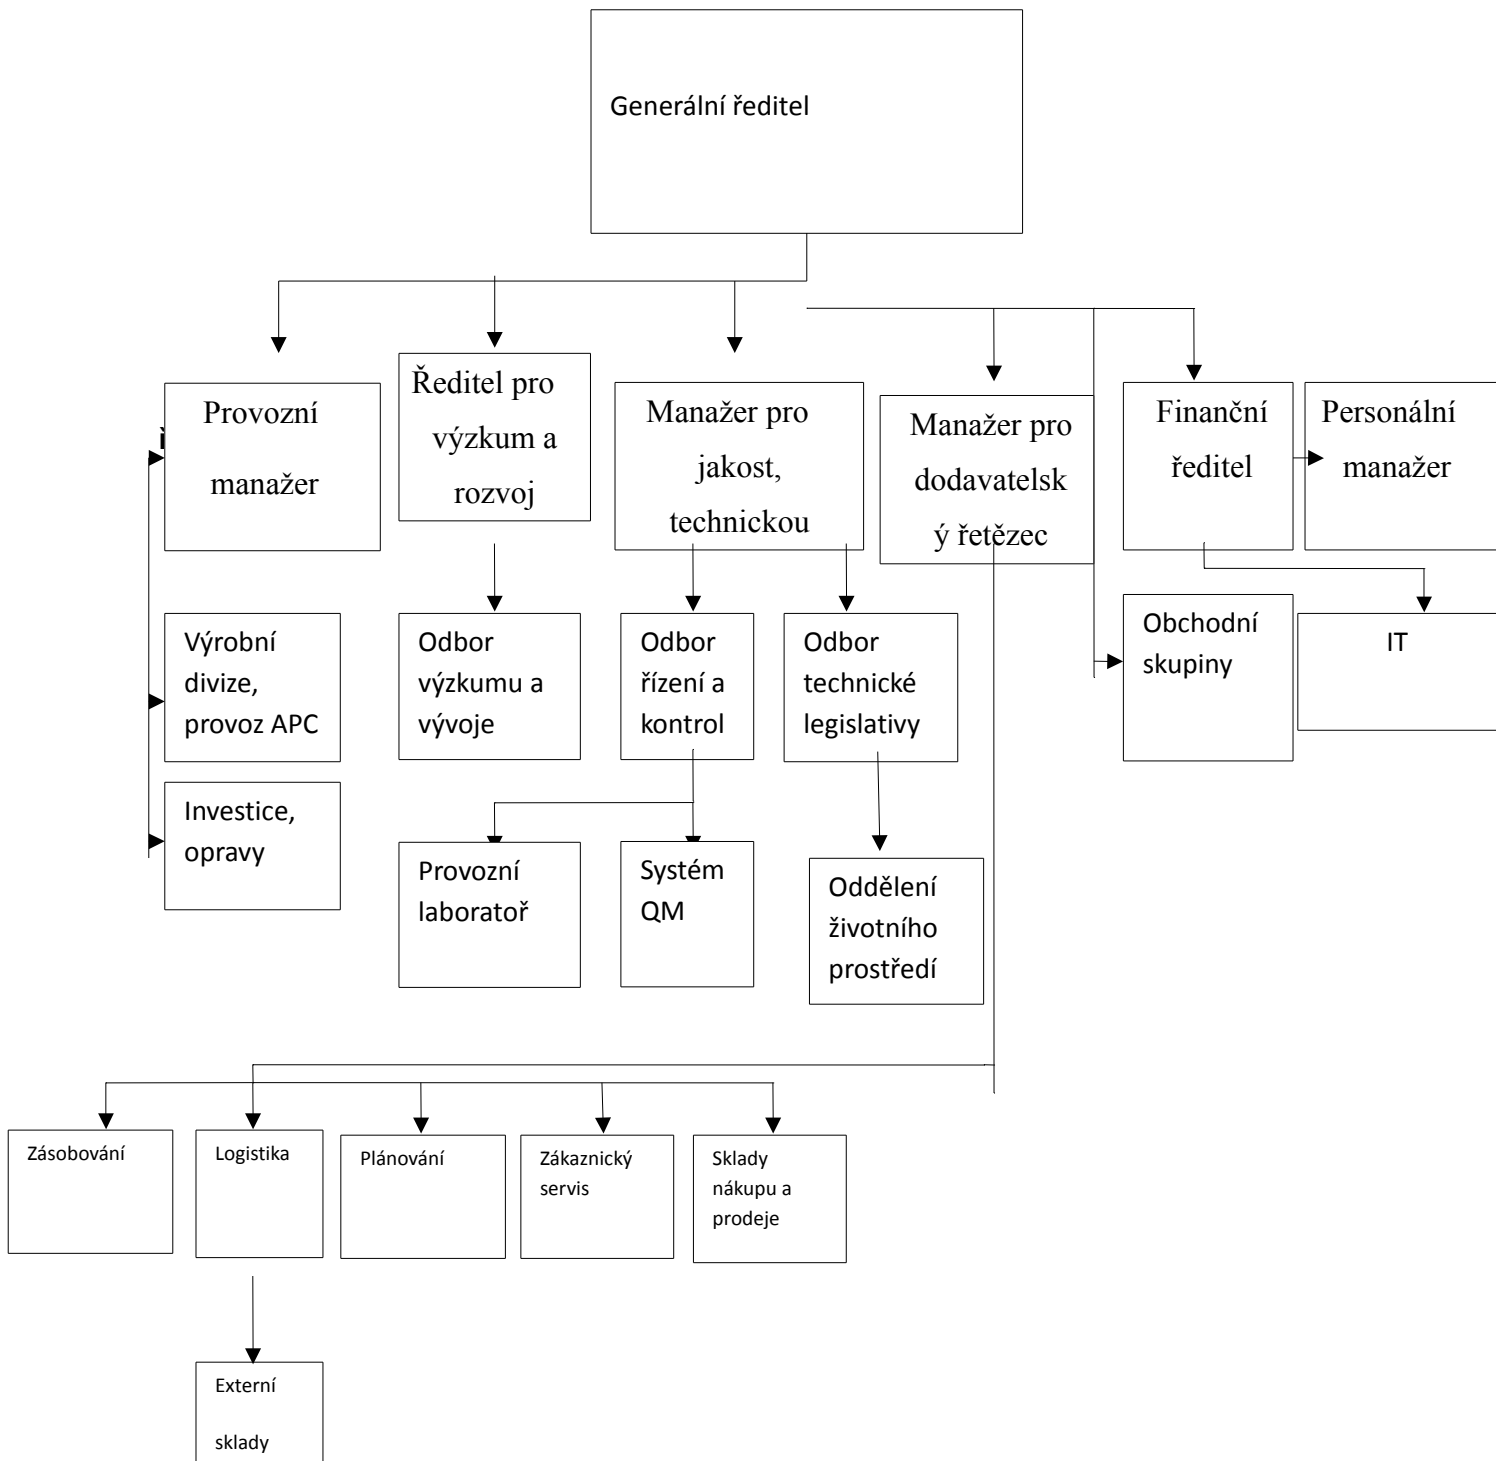 Generální ředitel
Provozní
manažer
Ředitel pro
výzkum a
rozvoj
Manažer pro
jakost,
technickou
Manažer pro
dodavatelsk
ý řetězec
Finanční
ředitel
Personální
manažer
Výrobní
divize,
provoz APC
Odbor
výzkumu a
vývoje
Odbor
řízení a
kontrol
Odbor
technické
legislativy
Obchodní
skupiny
IT
Investice,
opravy
Provozní
laboratoř
Systém
QM
Oddělení
životního
prostředí
Zásobování
Logistika
Plánování
Zákaznický
servis
Sklady
nákupu a
prodeje
Externí
sklady